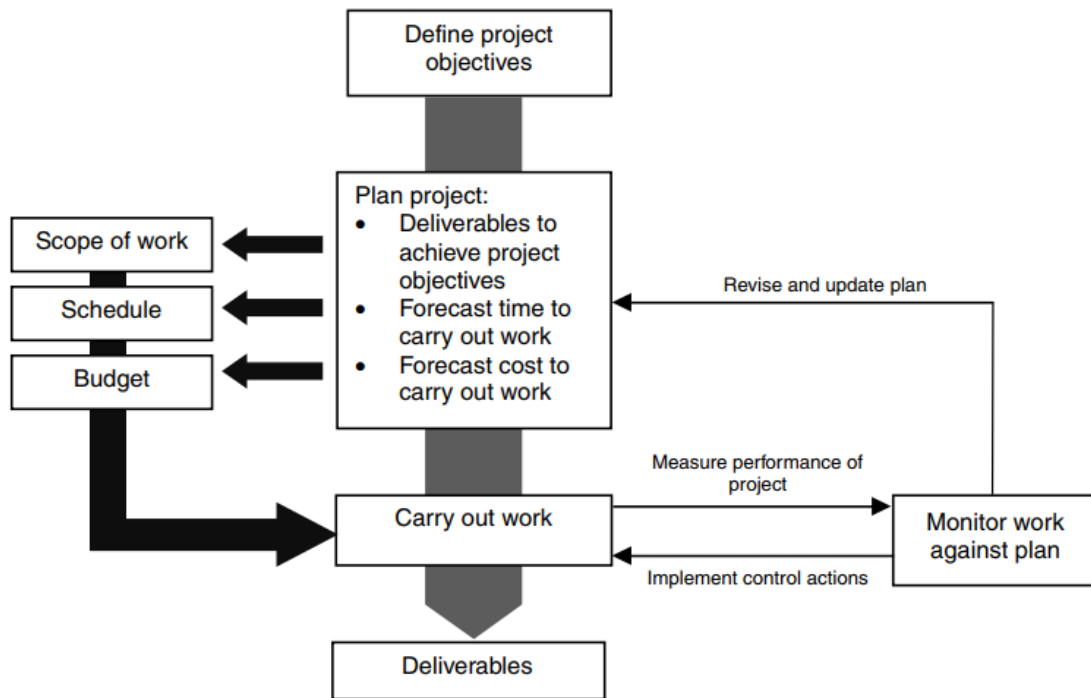 Define project
objectives
Plan project:
• Deliverables to
achieve project
objectives
• Forecast time to
carry out work
• Forecast cost to
carry out work
Scope of work
Schedule
Budget
Revise and update plan
Measure performance of
project
Carry out work
Monitor work
against plan
Implement control actions
Deliverables